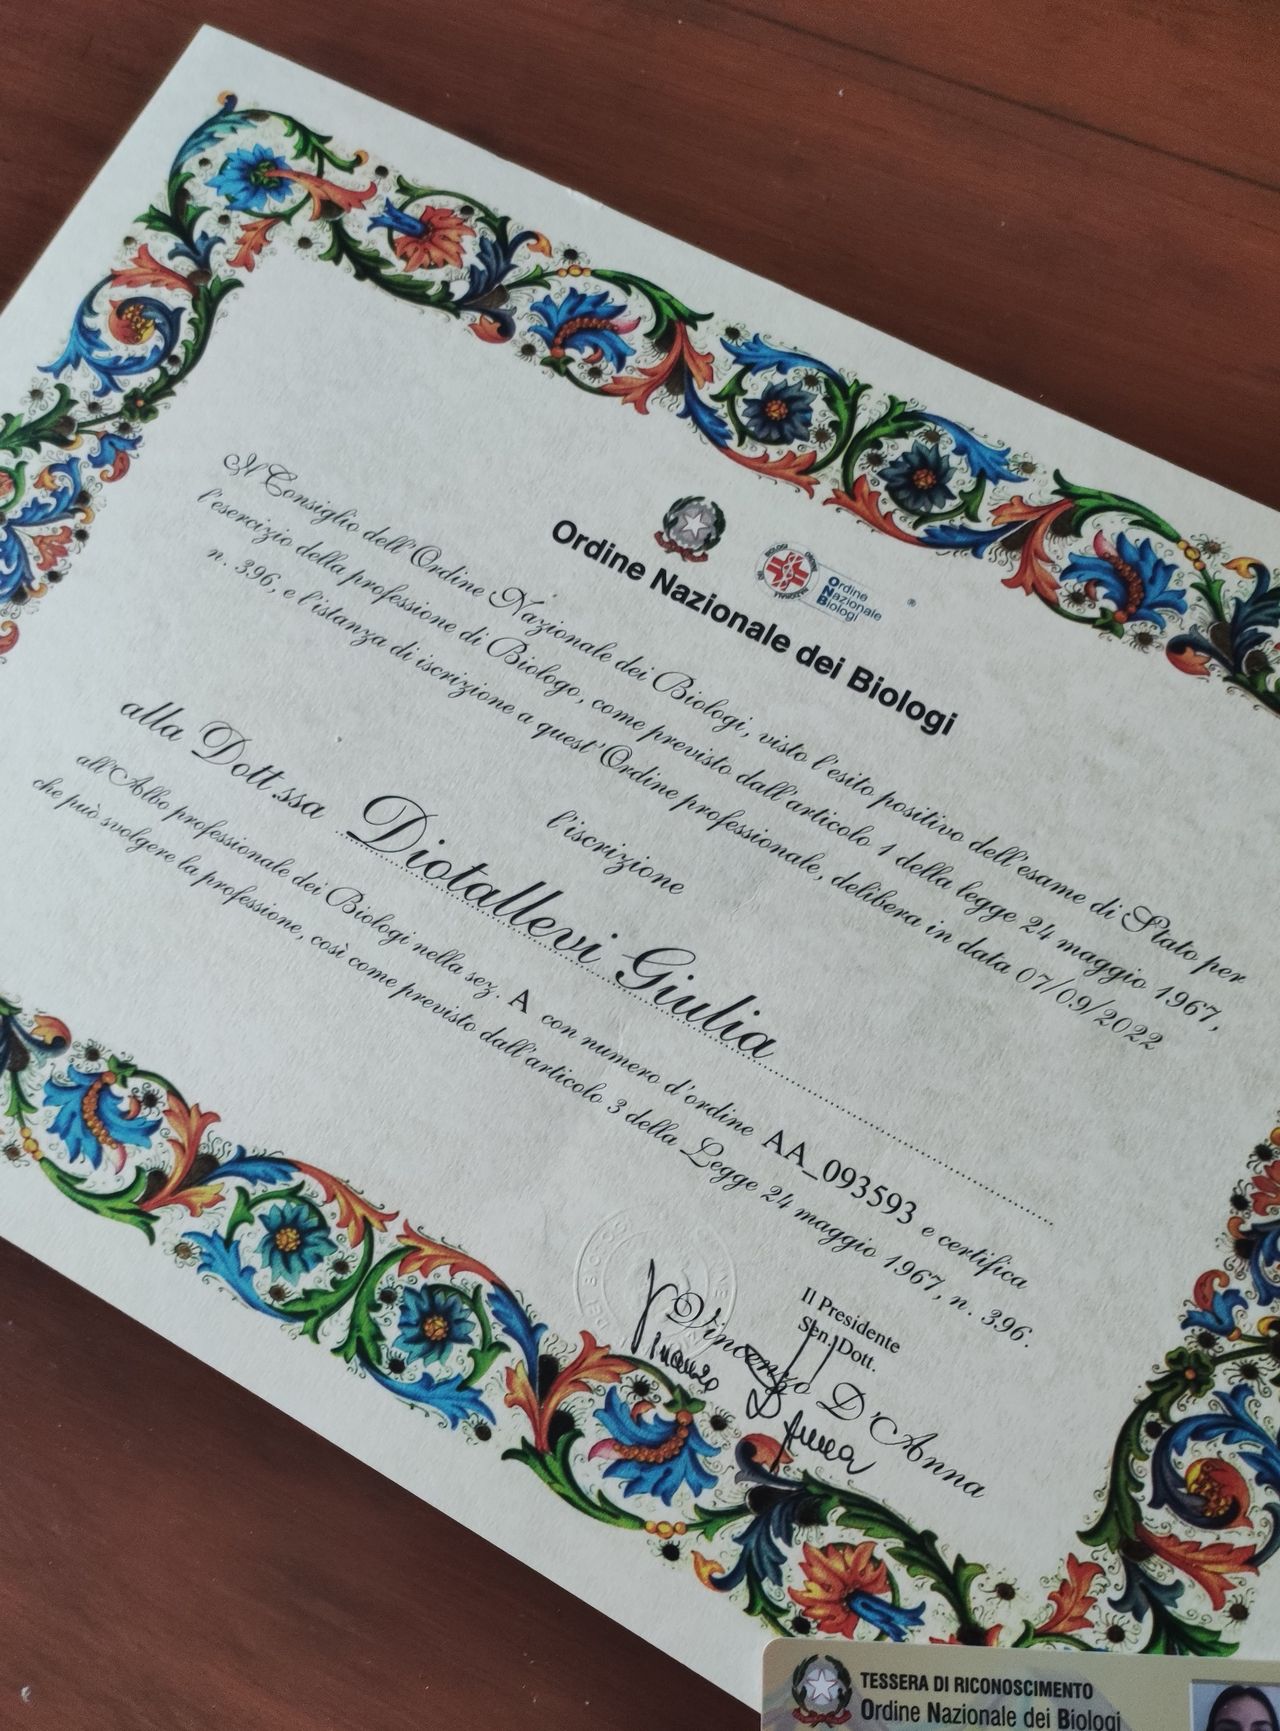 Ordine Nazionale Biologi
Ordine Nazionale dei Biologi
Il Consiglio dell'Ordine Nazionale dei Biologi, visto l'esito positivo dell'esame di Stato per
l'esercizio della professione di Biologo, come previsto dall'articolo 1 della legge 24 maggio 1967,
n. 396, e l'istanza di iscrizione a quest'Ordine professionale, delibera in data 07/09/2022
l'iscrizione
alla Dott.ssa Diotallevi Giulia
all'Albo professionale dei Biologi nella sez. A con numero d'ordine AA_093593 e certifica
che può svolgere la professione, così come previsto dall'articolo 3 della Legge 24 maggio 1967, n. 396.
Il Presidente
Sen. Dott.
Vincenzo D'Anna
Vincenzo D'Anna
TESSERA DI RICONOSCIMENTO
Ordine Nazionale dei Biologi